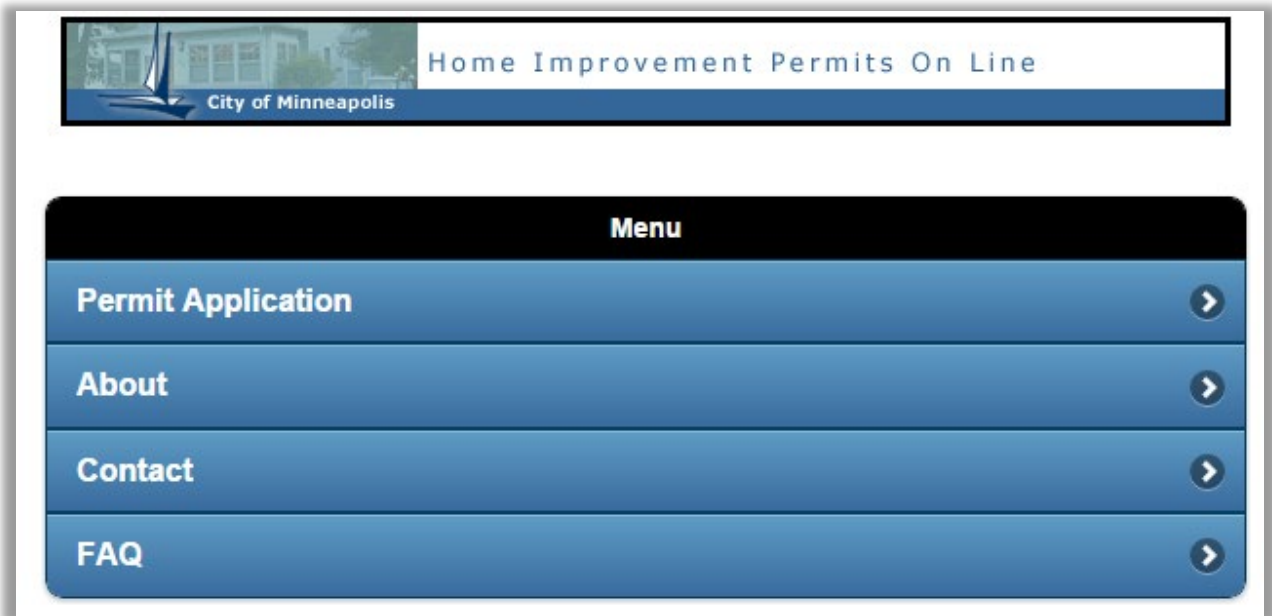 Home Improvement Permits On Line
City of Minneapolis
Menu
Permit Application
About
Contact
FAQ